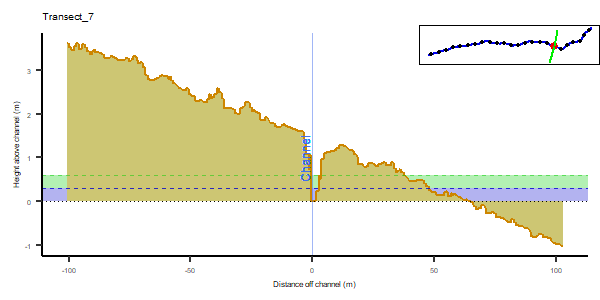 Transect_7
Height above channel (m)
3
2
1
0
-1
Channel
-100
-50
0
50
100
Distance off channel (m)